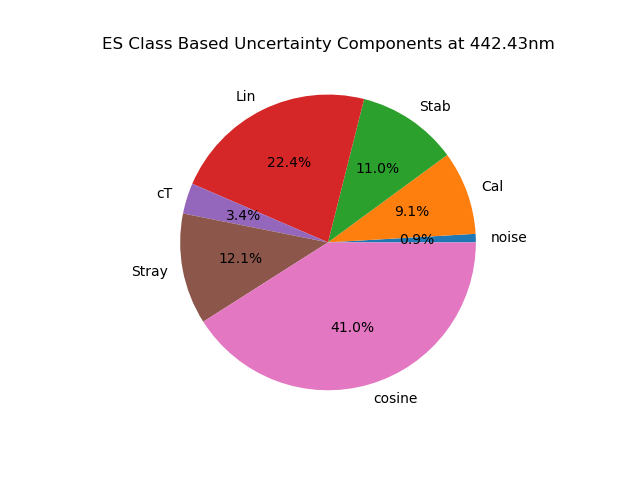 ES Class Based Uncertainty Components at 442.43nm
Lin
Stab
22.4%
11.0%
cT
Cal
3.4%
9.1%
0.9%
noise
Stray
12.1%
41.0%
cosine